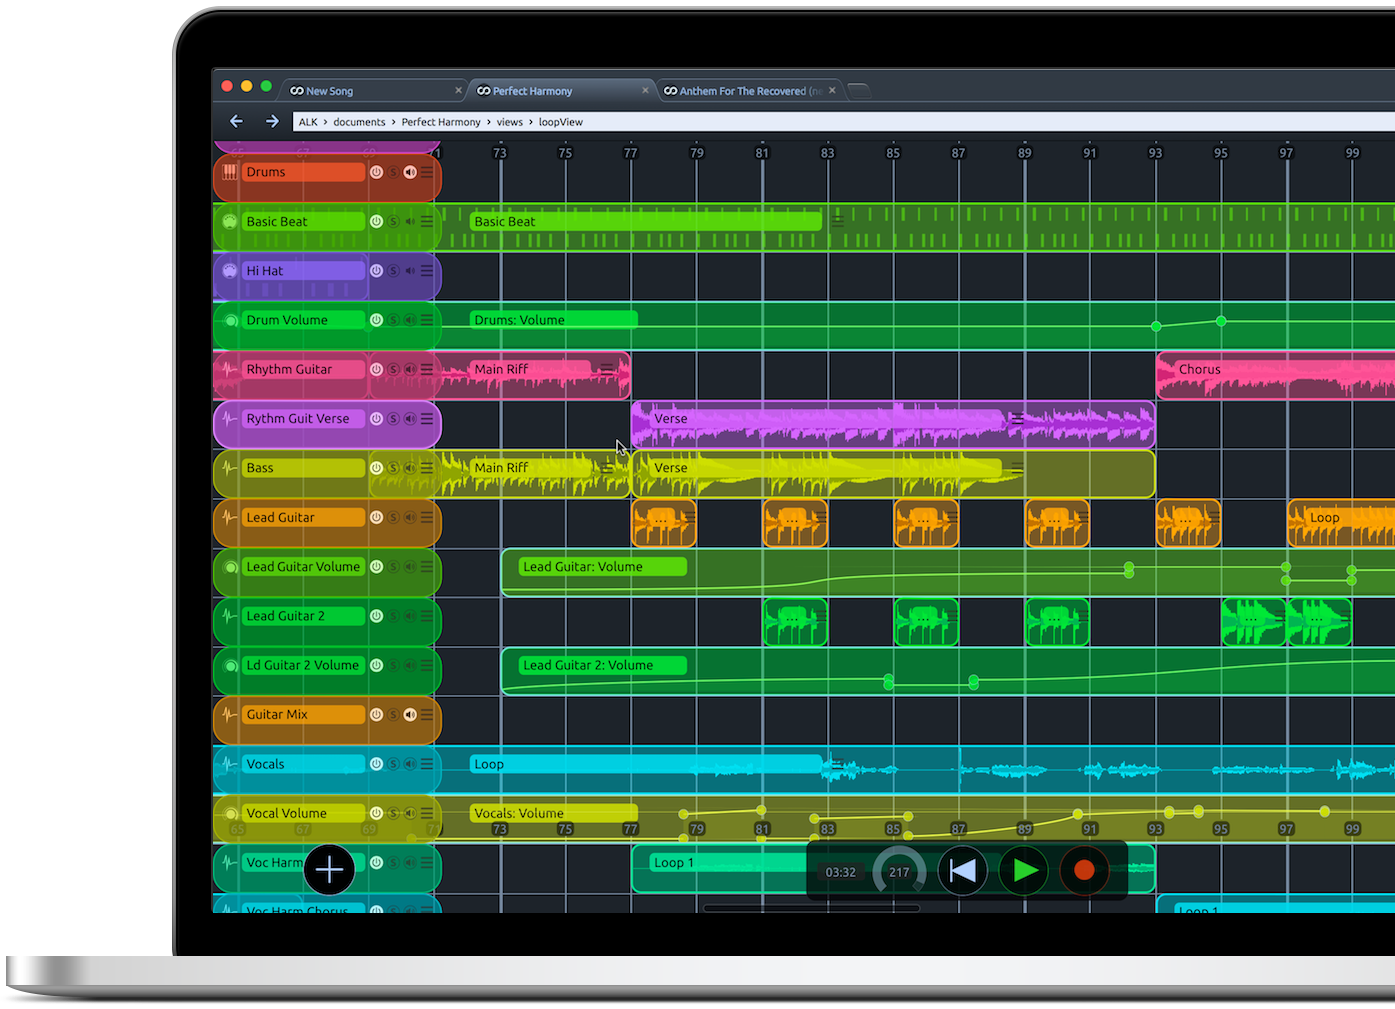 New Song × Perfect Harmony × Anthem For The Recovered (n ×
ALK › documents › Perfect Harmony › views › loopView
65 67 69 71 73 75 77 79 81 83 85 87 89 91 93 95 97 99
Drums S
Basic Beat S Basic Beat
Hi Hat S
Drum Volume S Drums: Volume
Rhythm Guitar S Main Riff Chorus
Rythm Guit Verse S Verse
Bass S Main Riff Verse
Lead Guitar S ... ... ... ... ... Loop
Lead Guitar Volume S Lead Guitar: Volume
Lead Guitar 2 S ... ... ... ... ...
Ld Guitar 2 Volume S Lead Guitar 2: Volume
Guitar Mix S
Vocals S Loop
Vocal Volume S Vocals: Volume
65 67 69 71 73 75 77 79 81 83 85 87 89 91 93 95 97 99
Voc Harm S Loop 1
03:32 217
Voc Harm Chorus S Loop 1